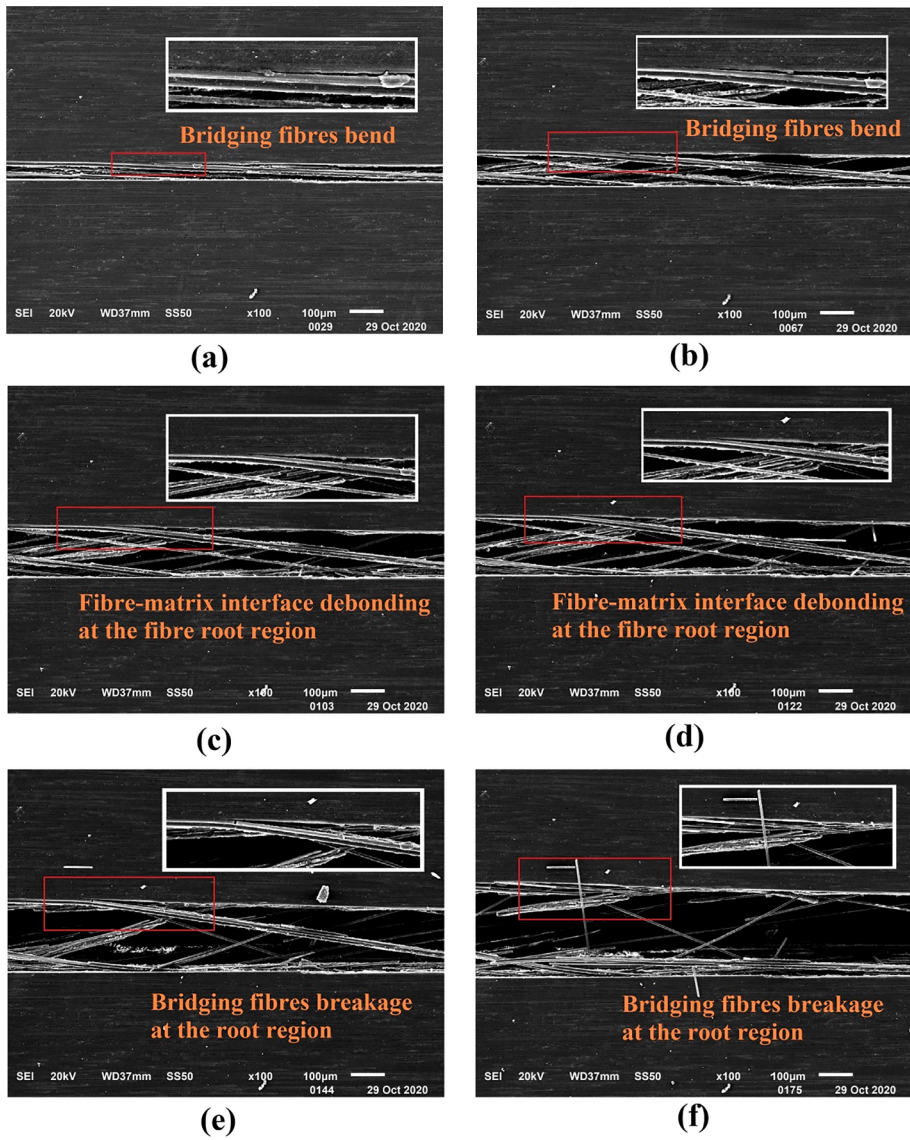 Bridging fibres bend
SEI 20kV WD37mm SS50 x100 100µm
0029 29 Oct 2020
(a)
Bridging fibres bend
SEI 20kV WD37mm SS50 x100 100µm
0067 29 Oct 2020
(b)
Fibre-matrix interface debonding
at the fibre root region
SEI 20kV WD37mm SS50 x100 100µm
0103 29 Oct 2020
(c)
Fibre-matrix interface debonding
at the fibre root region
SEI 20kV WD37mm SS50 x100 100µm
0122 29 Oct 2020
(d)
Bridging fibres breakage
at the root region
SEI 20kV WD37mm SS50 x100 100µm
0144 29 Oct 2020
(e)
Bridging fibres breakage
at the root region
SEI 20kV WD37mm SS50 x100 100µm
0175 29 Oct 2020
(f)